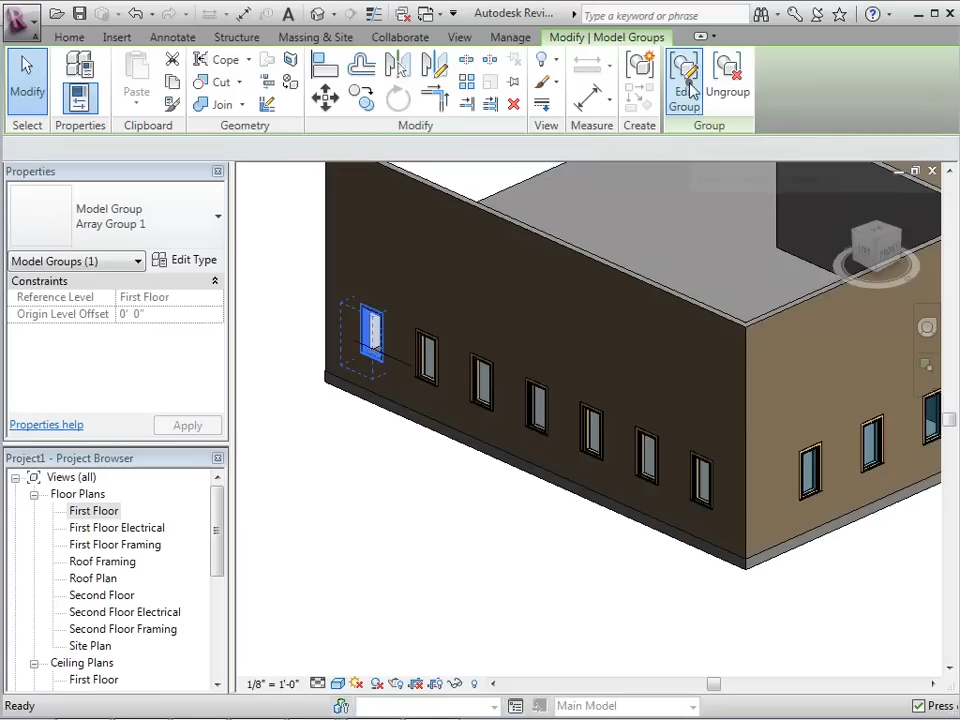 Autodesk Revi...
Type a keyword or phrase
Home Insert Annotate Structure Massing & Site Collaborate View Manage Modify | Model Groups
Modify
Paste
Cope
Cut
Join
Edit
Group
Ungroup
Select Properties Clipboard Geometry Modify View Measure Create Group
Properties
Model Group
Array Group 1
Model Groups (1) Edit Type
Constraints
Reference Level First Floor
Origin Level Offset 0' 0"
Properties help Apply
Project1 - Project Browser
Views (all)
Floor Plans
First Floor
First Floor Electrical
First Floor Framing
Roof Framing
Roof Plan
Second Floor
Second Floor Electrical
Second Floor Framing
Site Plan
Ceiling Plans
First Floor
LEFT FRONT
1/8" = 1'-0"
Ready Main Model Press